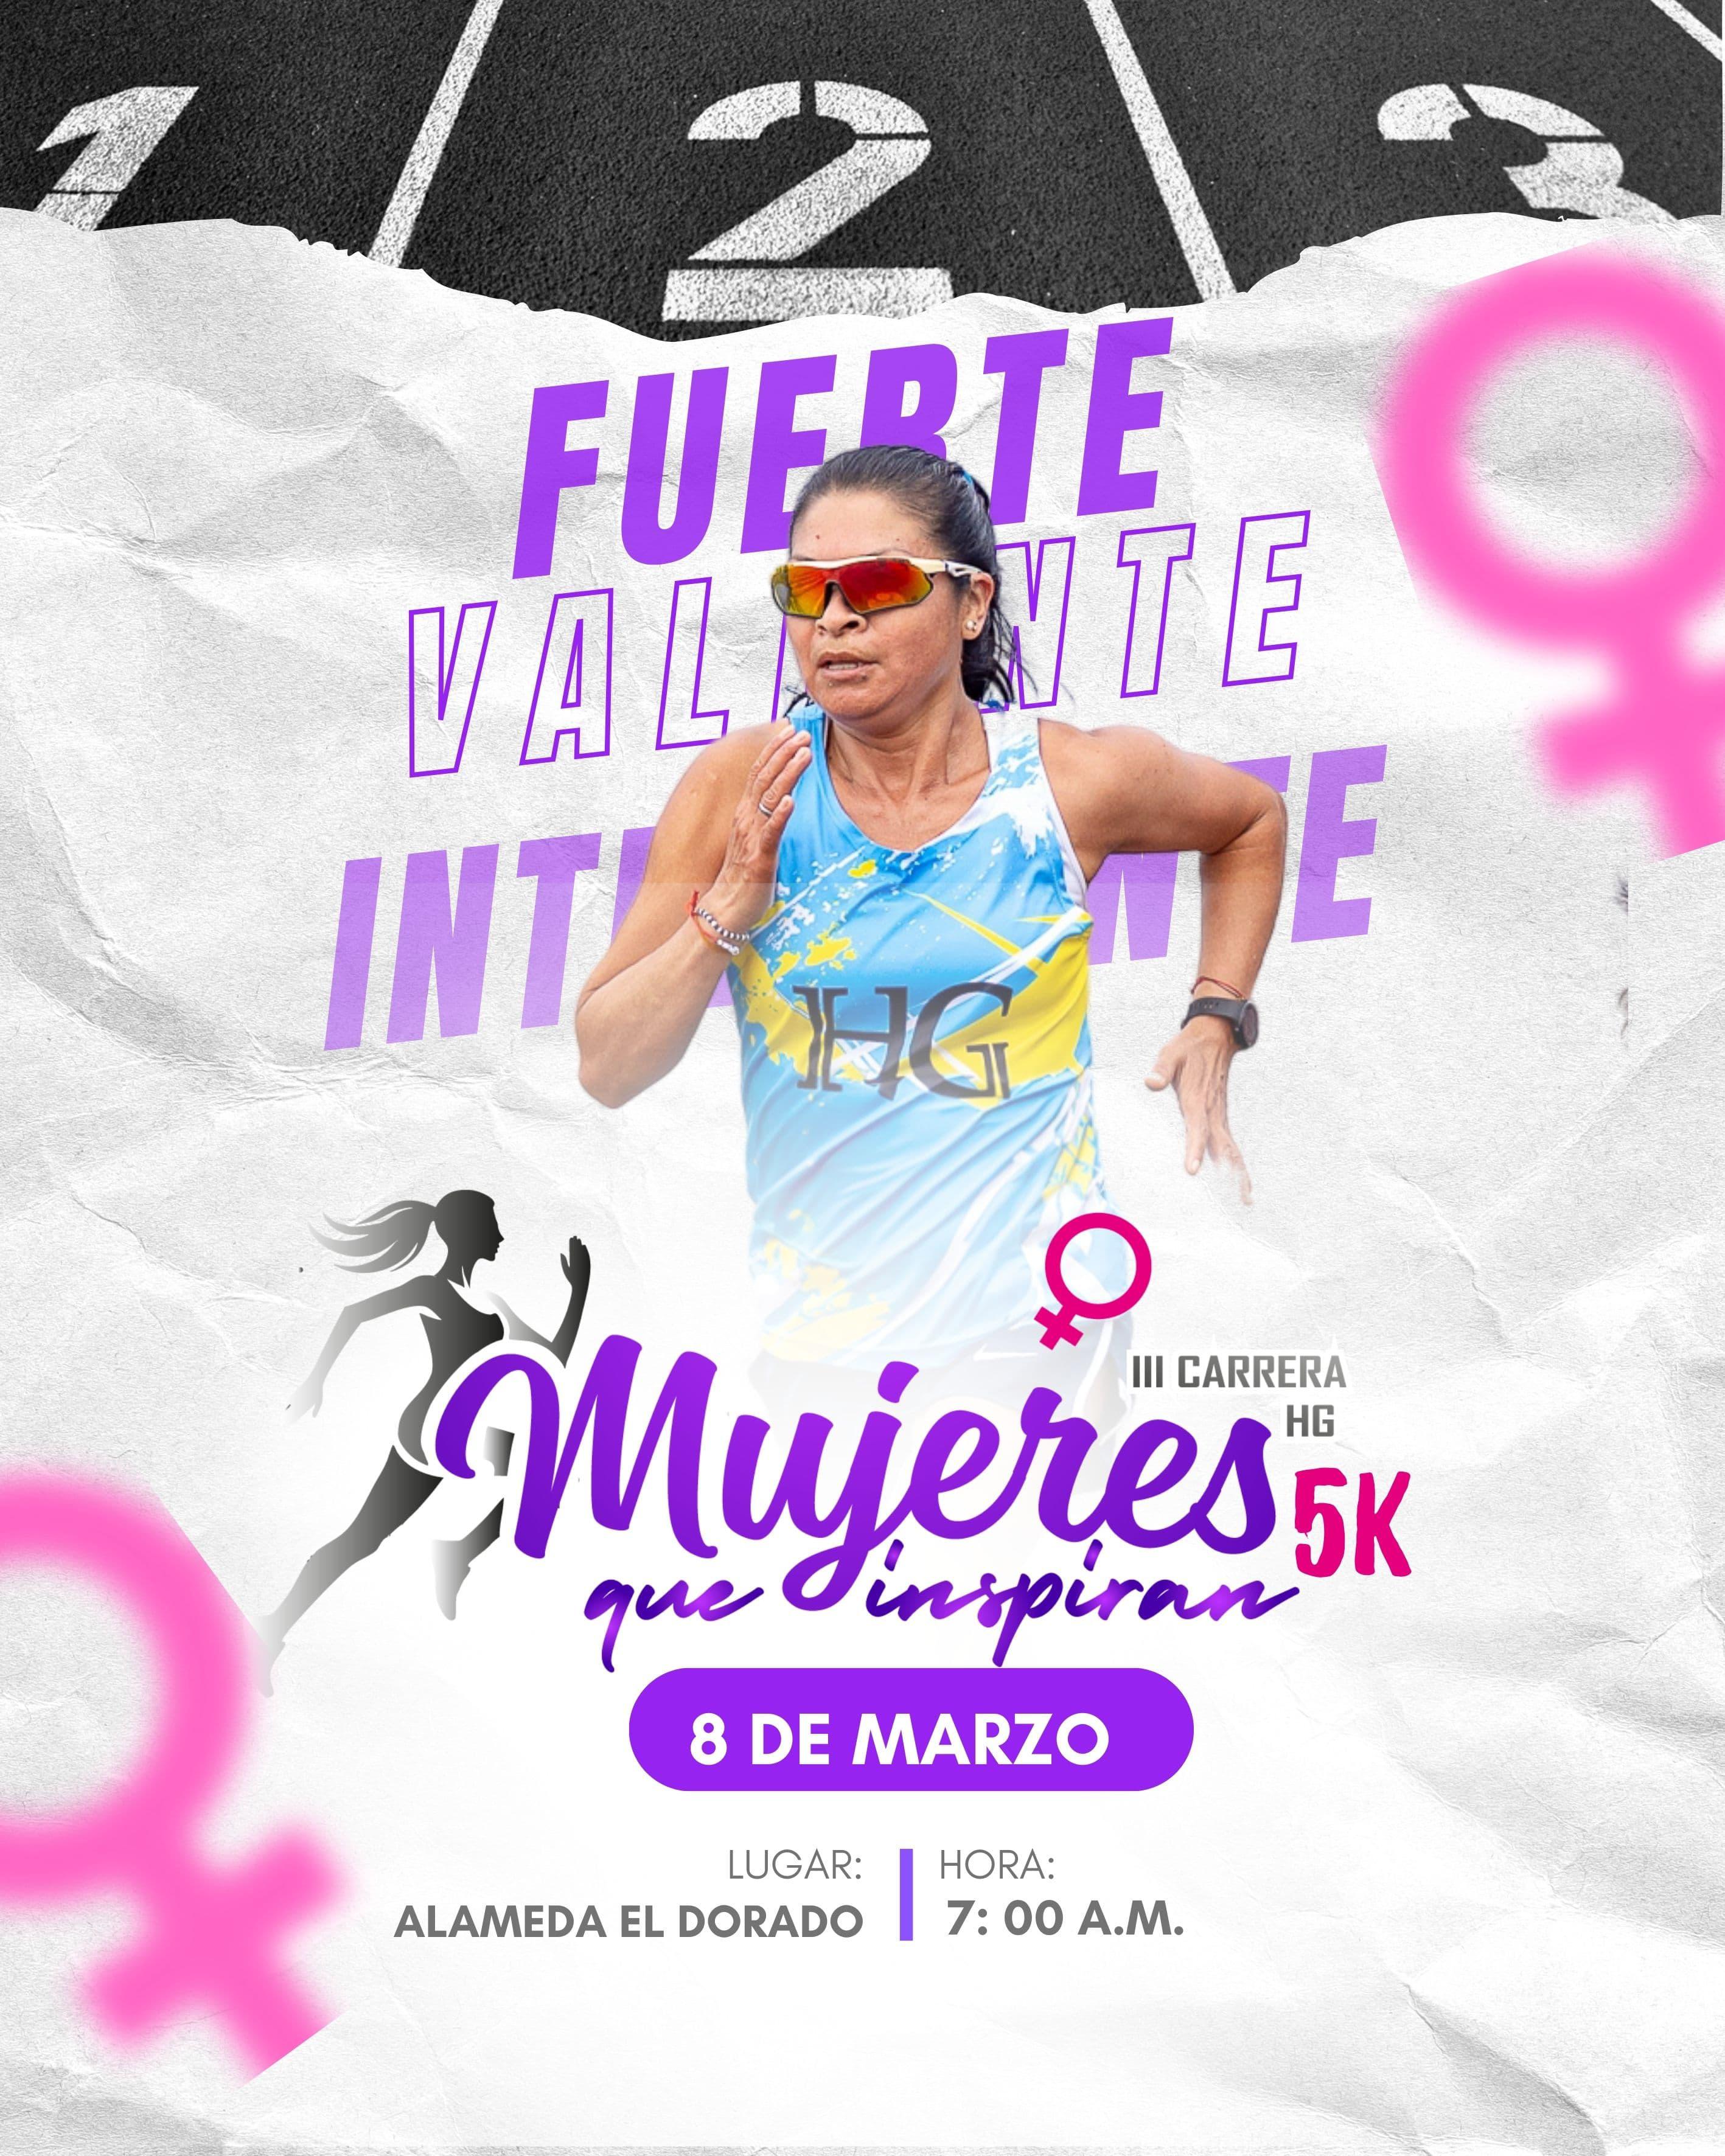 1 2 3
FUERTE
VALIENTE
HG
III CARRERA
HG
Mujeres
5K
que inspiran
8 DE MARZO
LUGAR:
ALAMEDA EL DORADO
HORA:
7: 00 A.M.